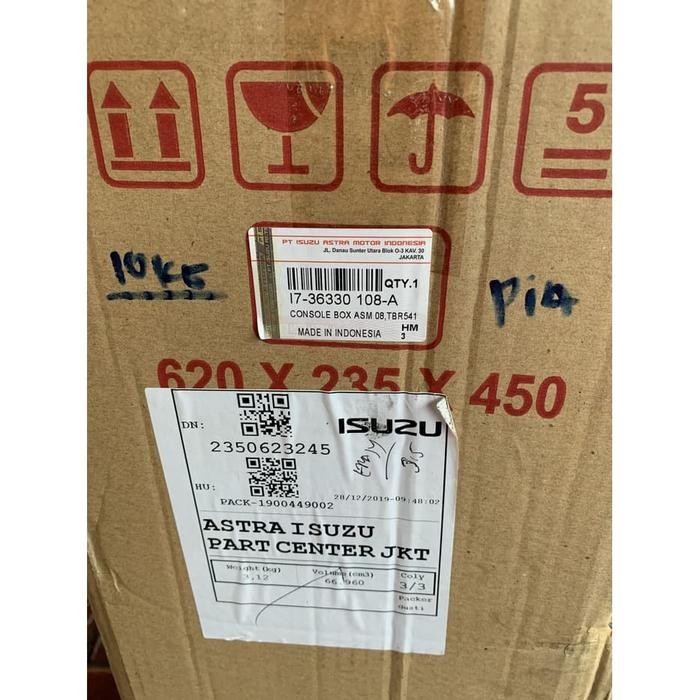 5
PT ISUZU ASTRA MOTOR INDONESIA
JL. Danau Sunter Utara Blok O-3 KAV. 30
JAKARTA
QTY.1
I7-36330 108-A
CONSOLE BOX ASM 08,TBR541
MADE IN INDONESIA
HM
3
620 X 235 X 450
DN:
ISUZU
2350623245
HU:
PACK-1900449002
28/12/2019-09:48:02
ASTRA ISUZU
PART CENTER JKT
Weight(kg) Volume(cm3) Coly
3,12 66.960 3/3
Packer
Gusti